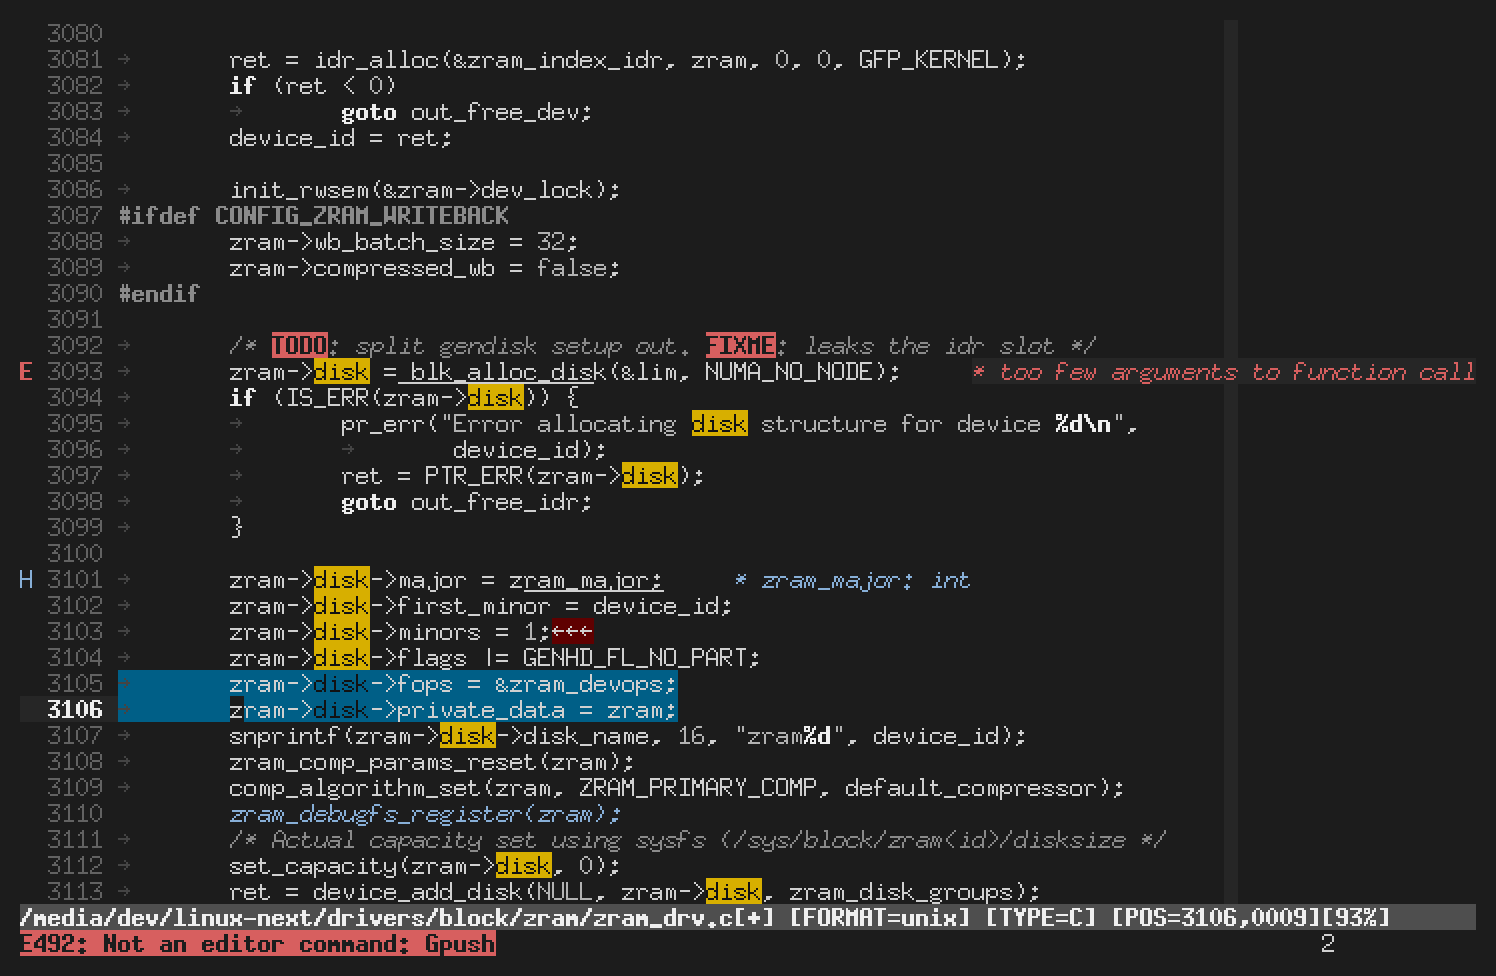 3080
3081 →       ret = idr_alloc(&zram_index_idr, zram, 0, 0, GFP_KERNEL);
3082 →       if (ret < 0)
3083 →       →       goto out_free_dev;
3084 →       device_id = ret;
3085
3086 →       init_rwsem(&zram->dev_lock);
3087 #ifdef CONFIG_ZRAM_WRITEBACK
3088 →       zram->wb_batch_size = 32;
3089 →       zram->compressed_wb = false;
3090 #endif
3091
3092 →       /* TODO: split gendisk setup out. FIXME: leaks the idr slot */
E 3093 →       zram->disk = blk_alloc_disk(&lim, NUMA_NO_NODE);     * too few arguments to function call
3094 →       if (IS_ERR(zram->disk)) {
3095 →       →       pr_err("Error allocating disk structure for device %d\n",
3096 →       →       →       device_id);
3097 →       →       ret = PTR_ERR(zram->disk);
3098 →       →       goto out_free_idr;
3099 →       }
3100
H 3101 →       zram->disk->major = zram_major;     * zram_major: int
3102 →       zram->disk->first_minor = device_id;
3103 →       zram->disk->minors = 1;←←←
3104 →       zram->disk->flags |= GENHD_FL_NO_PART;
3105 →       zram->disk->fops = &zram_devops;
3106 →       zram->disk->private_data = zram;
3107 →       snprintf(zram->disk->disk_name, 16, "zram%d", device_id);
3108 →       zram_comp_params_reset(zram);
3109 →       comp_algorithm_set(zram, ZRAM_PRIMARY_COMP, default_compressor);
3110         zram_debugfs_register(zram);
3111 →       /* Actual capacity set using sysfs (/sys/block/zram<id>/disksize */
3112 →       set_capacity(zram->disk, 0);
3113 →       ret = device_add_disk(NULL, zram->disk, zram_disk_groups);
/media/dev/linux-next/drivers/block/zram/zram_drv.c[+] [FORMAT=unix] [TYPE=C] [POS=3106,0009][93%]
E492: Not an editor command: Gpush     2